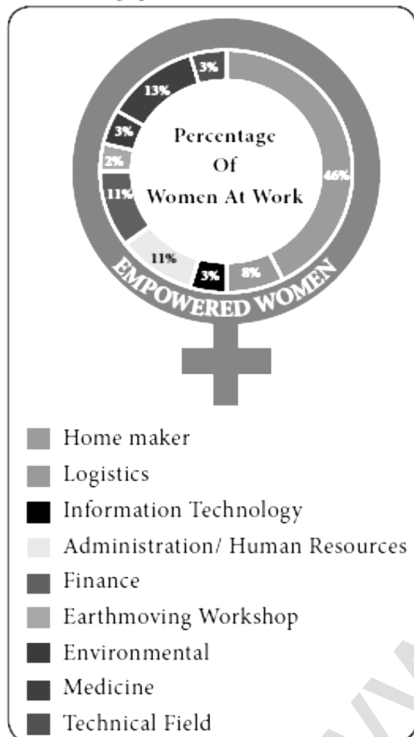 3%
13%
3%
2%
11%
11%
3%
8%
46%
Percentage
Of
Women At Work
EMPOWERED WOMEN
Home maker
Logistics
Information Technology
Administration/ Human Resources
Finance
Earthmoving Workshop
Environmental
Medicine
Technical Field